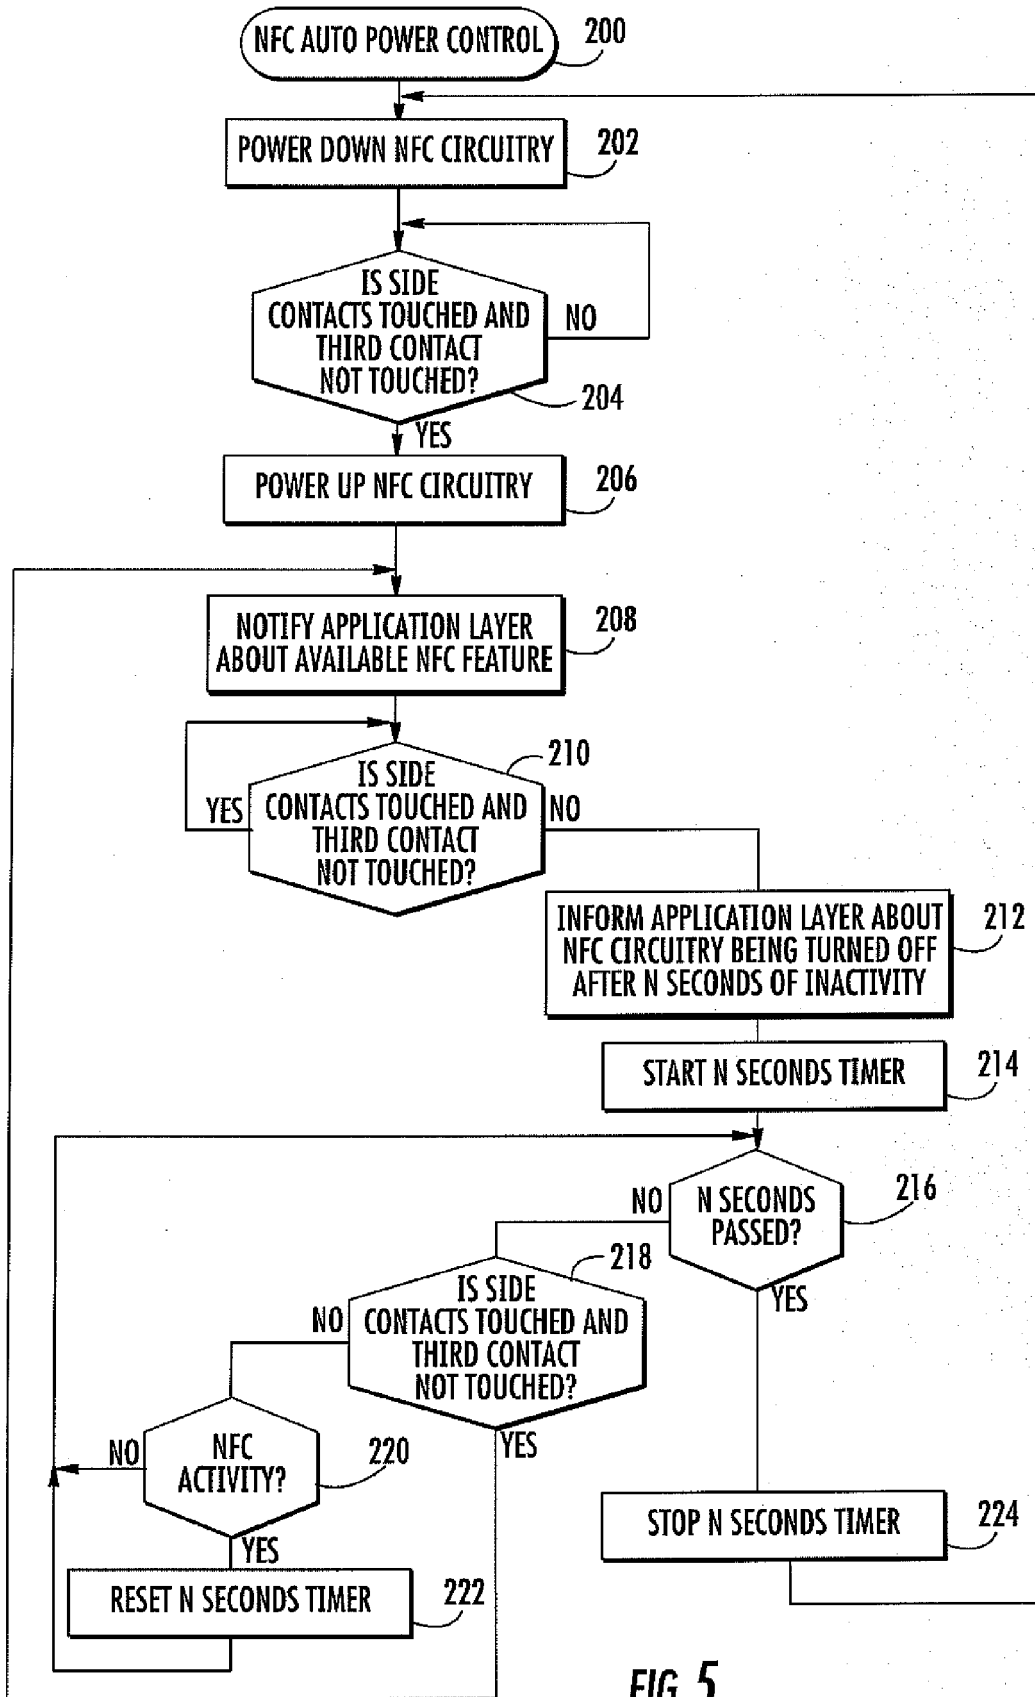 NFC AUTO POWER CONTROL
200
POWER DOWN NFC CIRCUITRY
202
IS SIDE
CONTACTS TOUCHED AND
THIRD CONTACT
NOT TOUCHED?
NO
204
YES
POWER UP NFC CIRCUITRY
206
NOTIFY APPLICATION LAYER
ABOUT AVAILABLE NFC FEATURE
208
210
IS SIDE
CONTACTS TOUCHED AND
THIRD CONTACT
NOT TOUCHED?
YES
NO
INFORM APPLICATION LAYER ABOUT
NFC CIRCUITRY BEING TURNED OFF
AFTER N SECONDS OF INACTIVITY
212
START N SECONDS TIMER
214
N SECONDS
PASSED?
NO
216
YES
218
IS SIDE
CONTACTS TOUCHED AND
THIRD CONTACT
NOT TOUCHED?
NO
YES
NFC
ACTIVITY?
NO
220
YES
STOP N SECONDS TIMER
224
RESET N SECONDS TIMER
222
FIG. 5